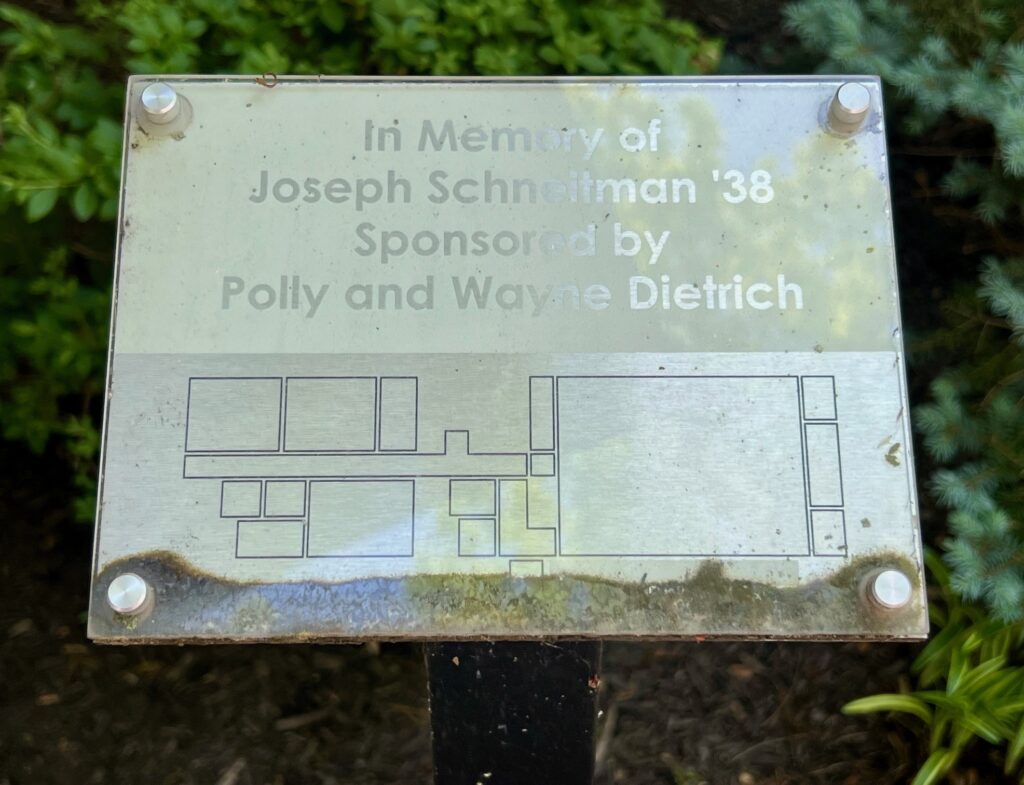 In Memory of
Joseph Schneitman '38
Sponsored by
Polly and Wayne Dietrich